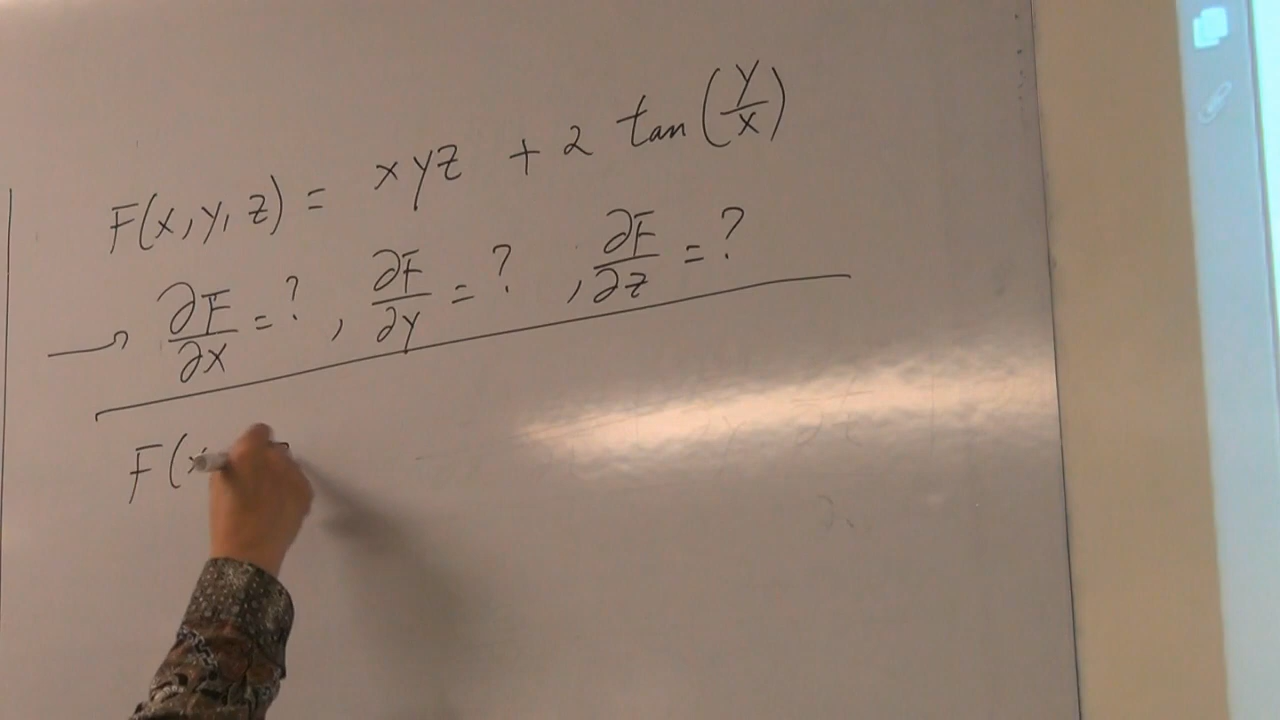 F(x,y,z) = xyz + 2 tan(y/x)
→ ∂F/∂x = ?, ∂F/∂y = ?, ∂F/∂z = ?
F(x